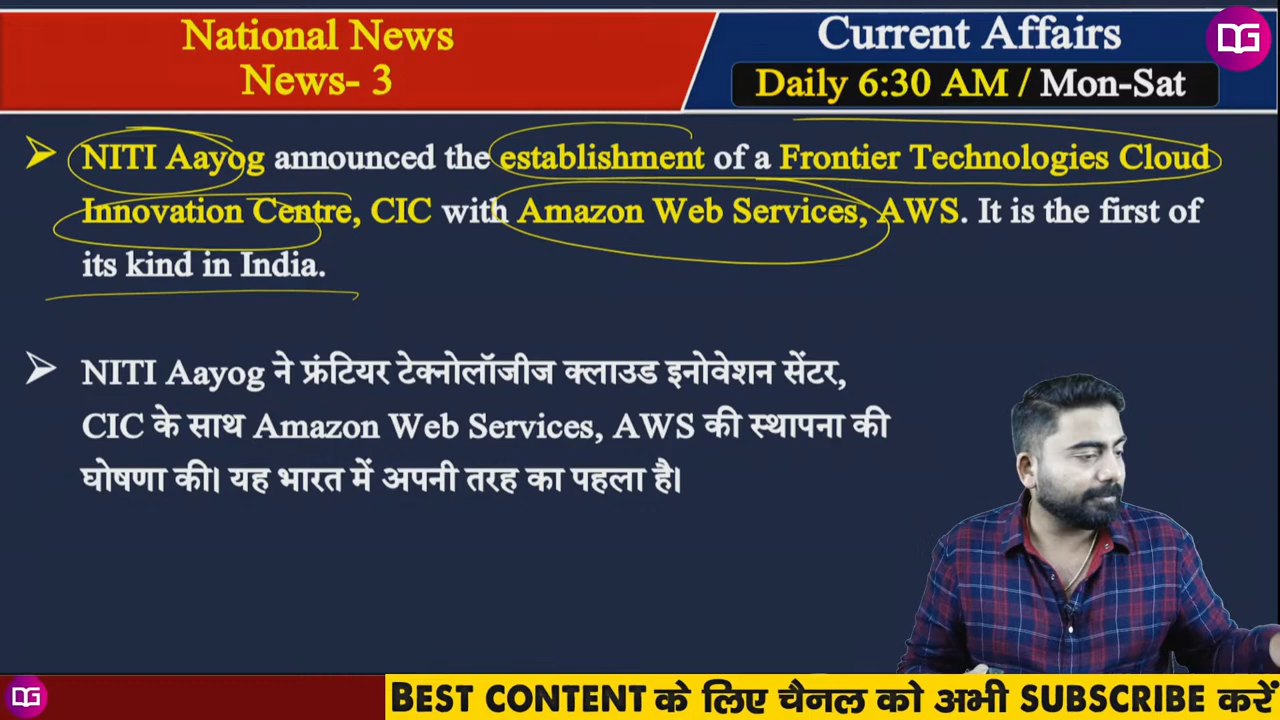 National News
News- 3
Current Affairs
Daily 6:30 AM / Mon-Sat
DG
NITI Aayog announced the establishment of a Frontier Technologies Cloud
Innovation Centre, CIC with Amazon Web Services, AWS. It is the first of
its kind in India.
NITI Aayog ने फ्रंटियर टेक्नोलॉजीज क्लाउड इनोवेशन सेंटर,
CIC के साथ Amazon Web Services, AWS की स्थापना की
घोषणा की। यह भारत में अपनी तरह का पहला है।
DG
BEST CONTENT के लिए चैनल को अभी SUBSCRIBE करें